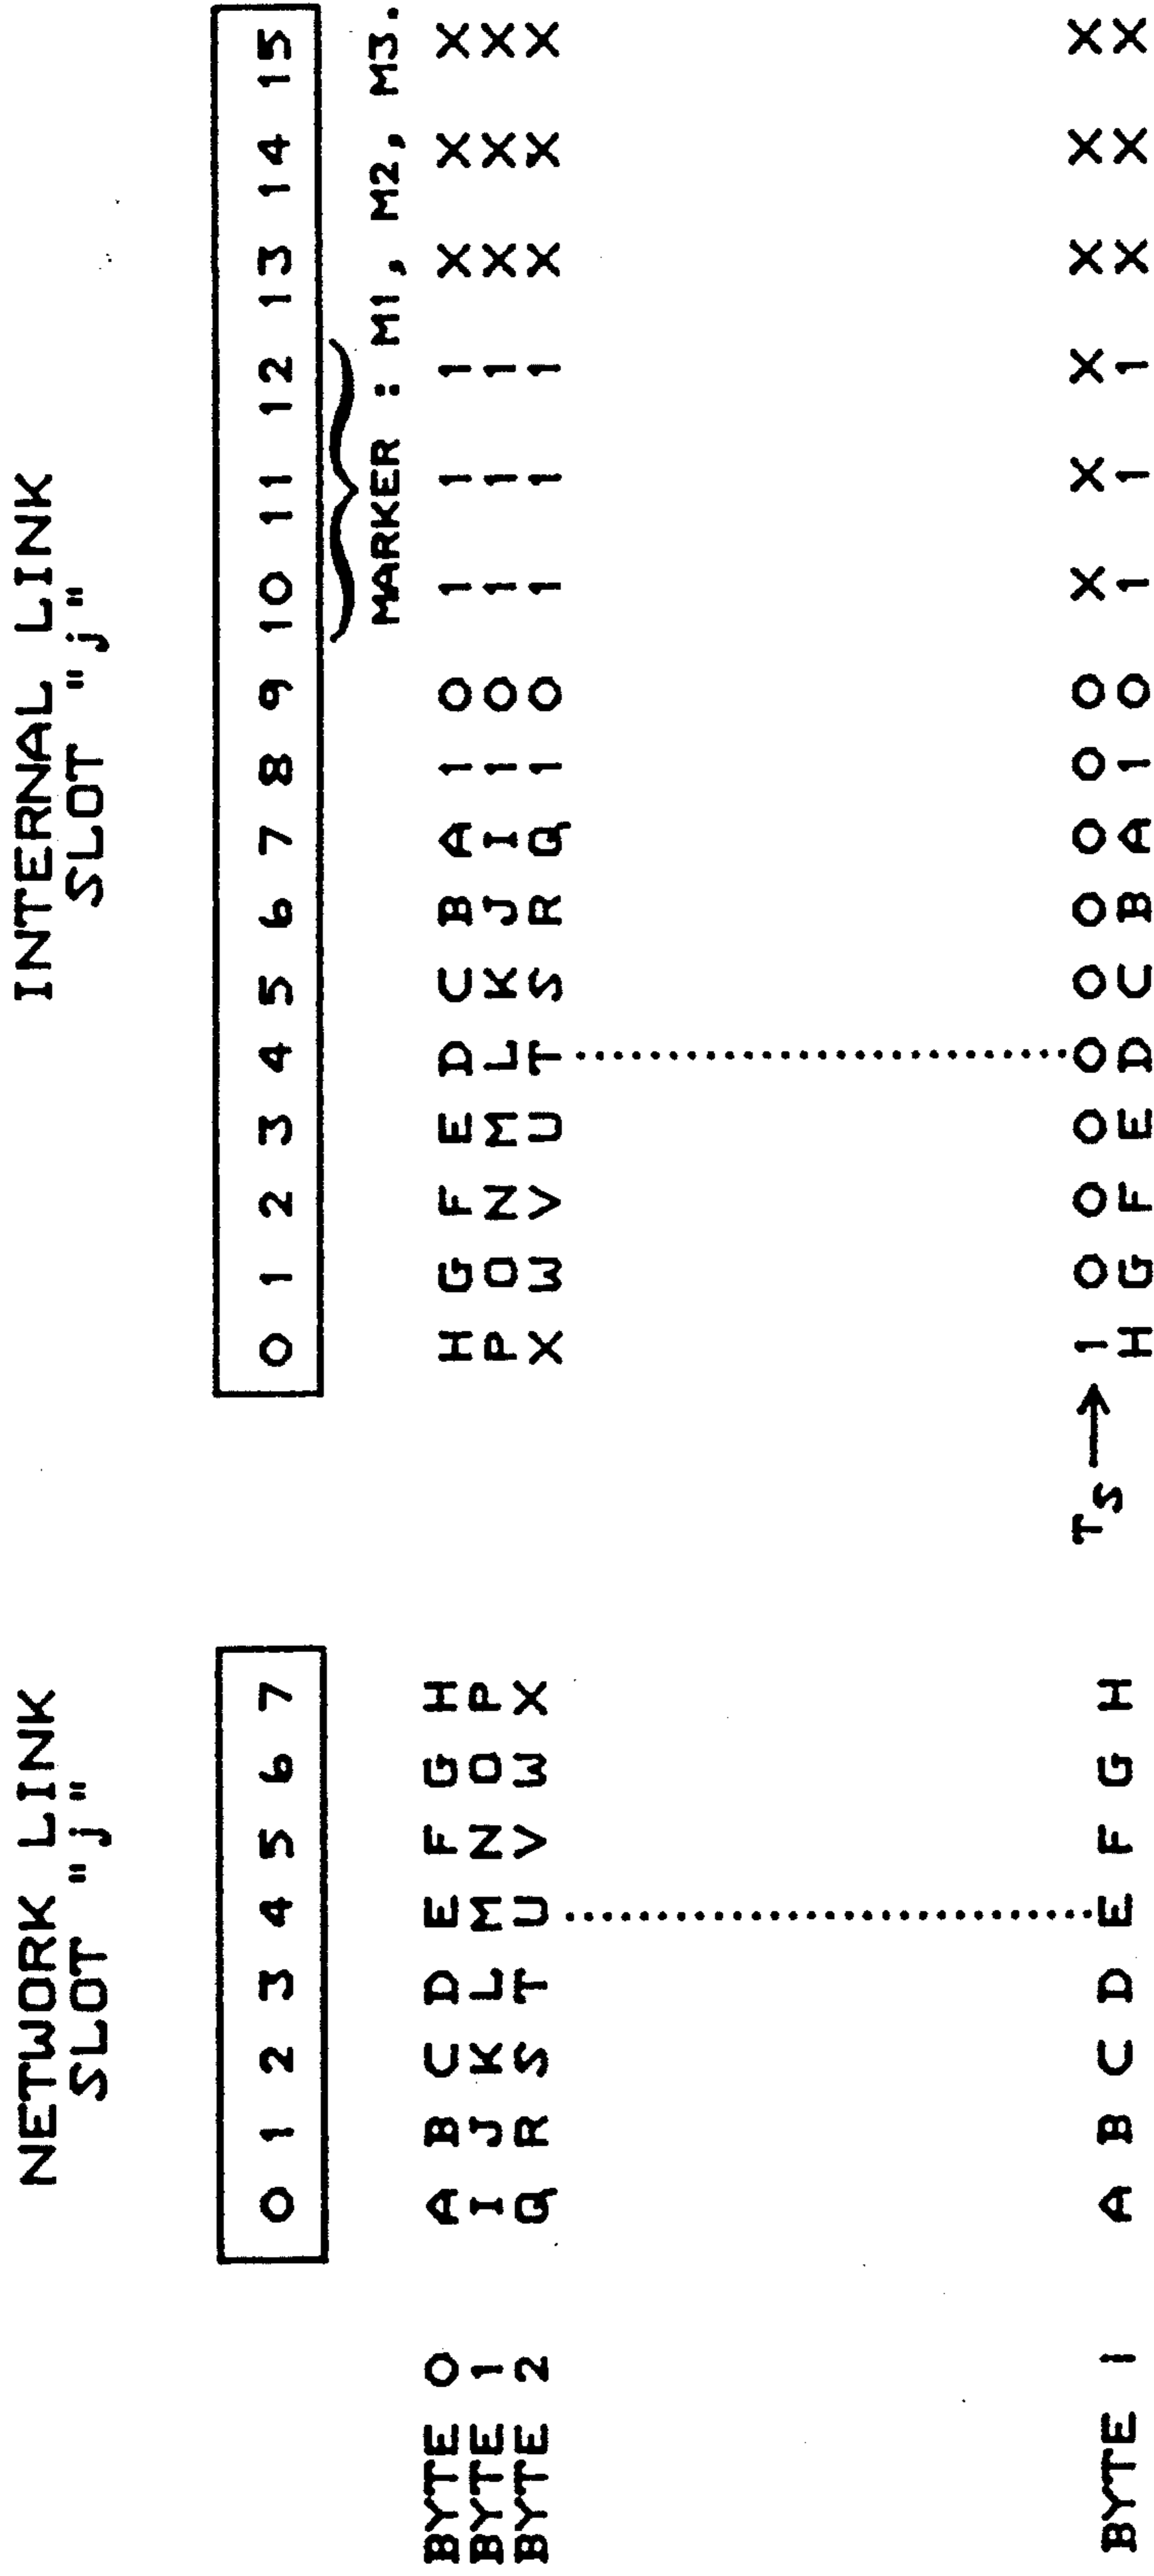 NETWORK LINK INTERNAL LINK
SLOT "j" SLOT "j"
0 1 2 3 4 5 6 7 0 1 2 3 4 5 6 7 8 9 10 11 12 13 14 15
MARKER : M1, M2, M3.
BYTE 0 A B C D E F G H H G F E D C B A 1 0 1 1 1 X X X
BYTE 1 I J K L M N O P P O N M L K J I 1 0 1 1 1 X X X
BYTE 2 Q R S T U V W X X W V U T S R Q 1 0 1 1 1 X X X
TS → 1 0 0 0 0 0 0 0 0 0 X X X X X X
BYTE 1 A B C D E F G H H G F E D C B A 1 0 1 1 1 X X X